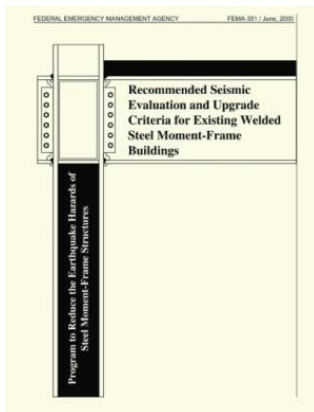 FEDERAL EMERGENCY MANAGEMENT AGENCY FEMA-351 / June, 2000
Recommended Seismic
Evaluation and Upgrade
Criteria for Existing Welded
Steel Moment-Frame
Buildings
Program to Reduce the Earthquake Hazards of
Steel Moment-Frame Structures